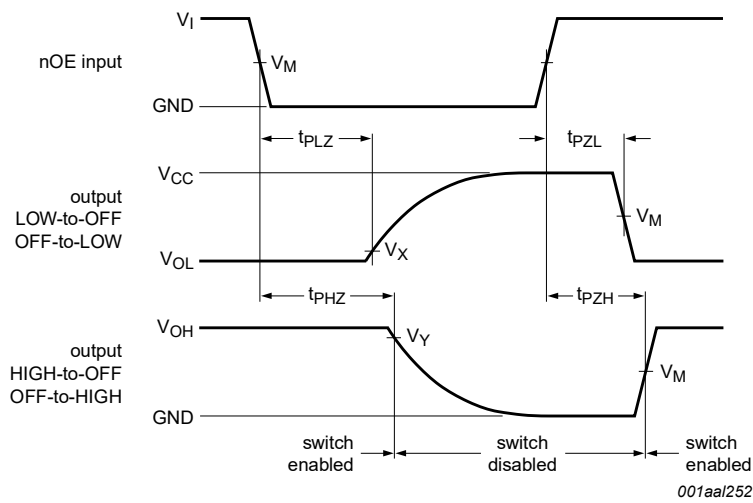 VI
nOE input
VM
GND
tPLZ
tPZL
VCC
output
LOW-to-OFF
OFF-to-LOW
VM
VX
VOL
tPHZ
tPZH
VOH
VY
output
HIGH-to-OFF
OFF-to-HIGH
VM
GND
switch
enabled
switch
disabled
switch
enabled
001aal252